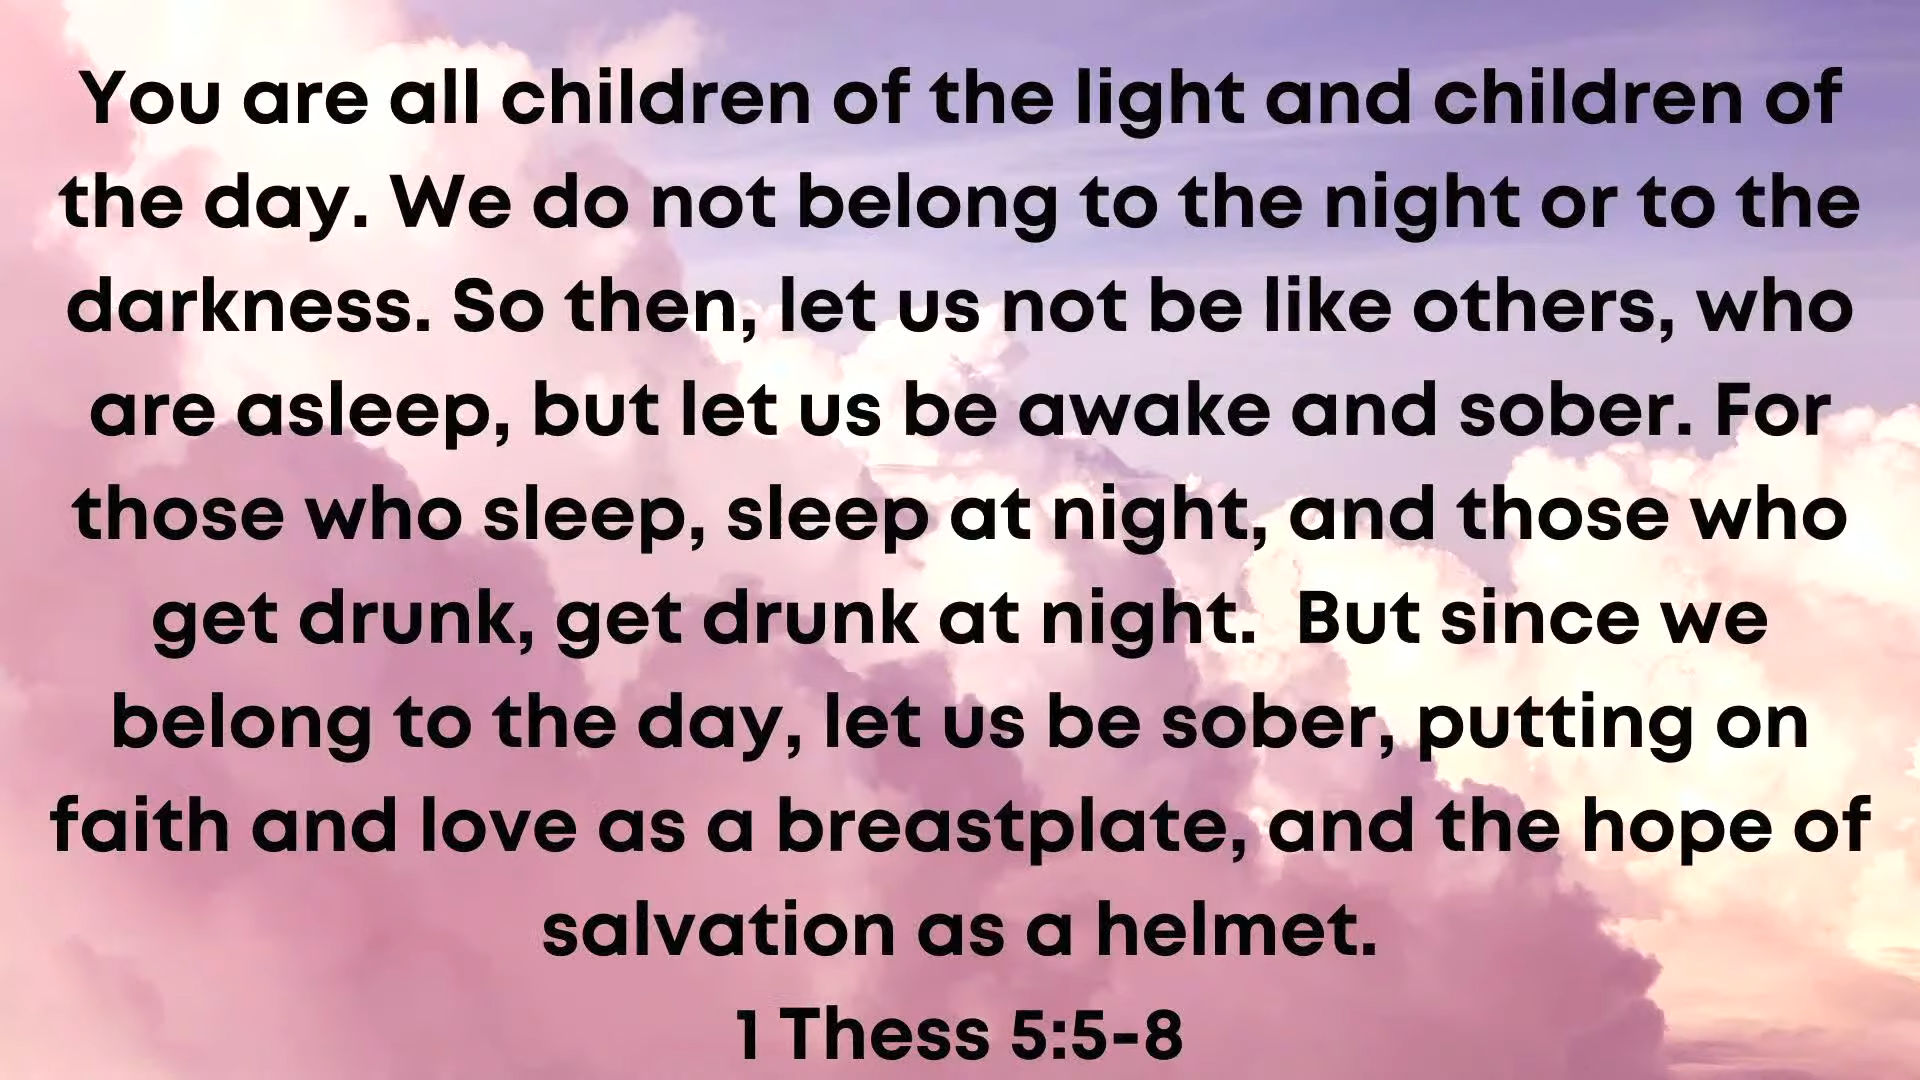 You are all children of the light and children of
the day. We do not belong to the night or to the
darkness. So then, let us not be like others, who
are asleep, but let us be awake and sober. For
those who sleep, sleep at night, and those who
get drunk, get drunk at night.  But since we
belong to the day, let us be sober, putting on
faith and love as a breastplate, and the hope of
salvation as a helmet.
1 Thess 5:5-8